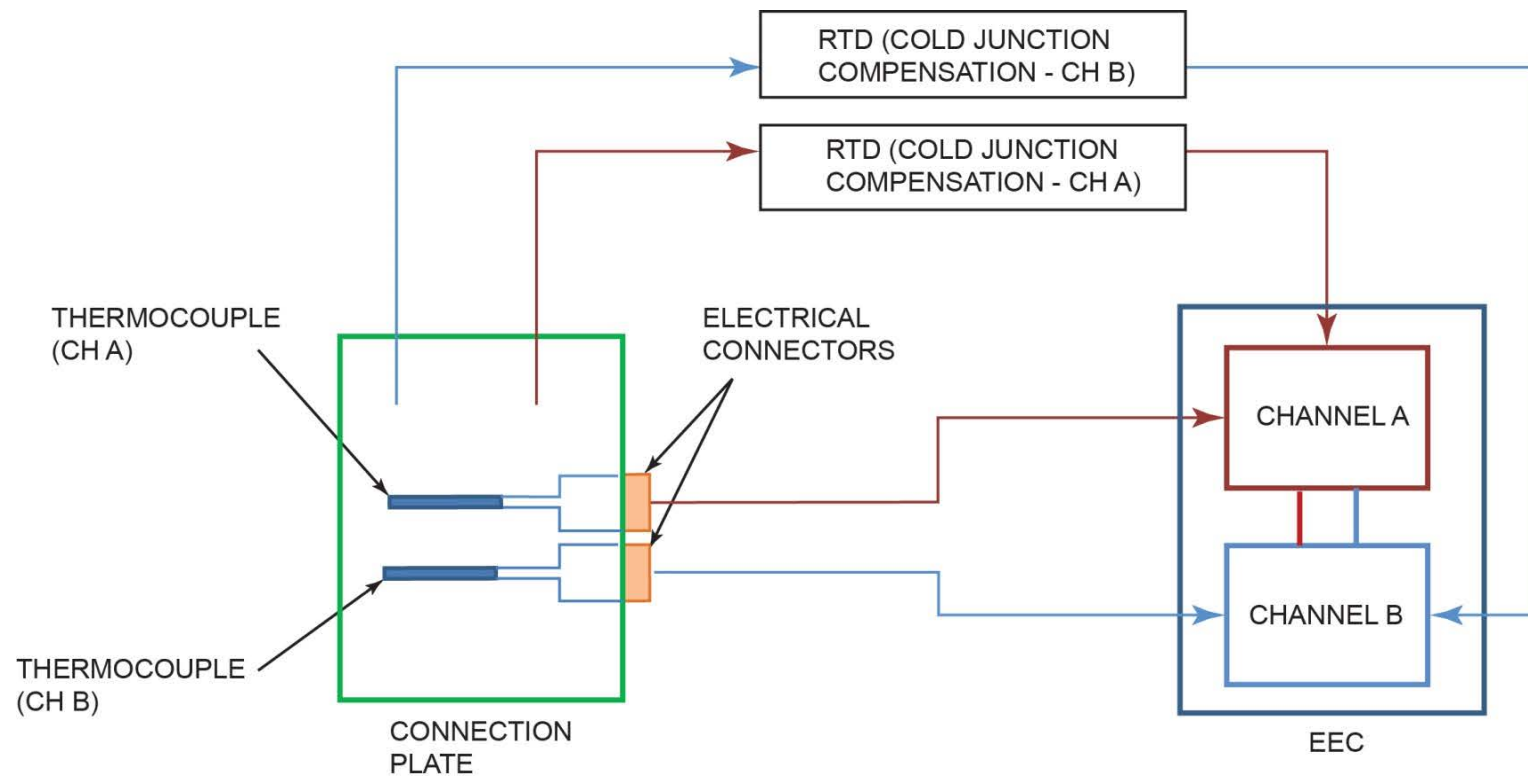 RTD (COLD JUNCTION
COMPENSATION - CH B)
RTD (COLD JUNCTION
COMPENSATION - CH A)
THERMOCOUPLE
(CH A)
ELECTRICAL
CONNECTORS
CHANNEL A
CHANNEL B
THERMOCOUPLE
(CH B)
CONNECTION
PLATE
EEC